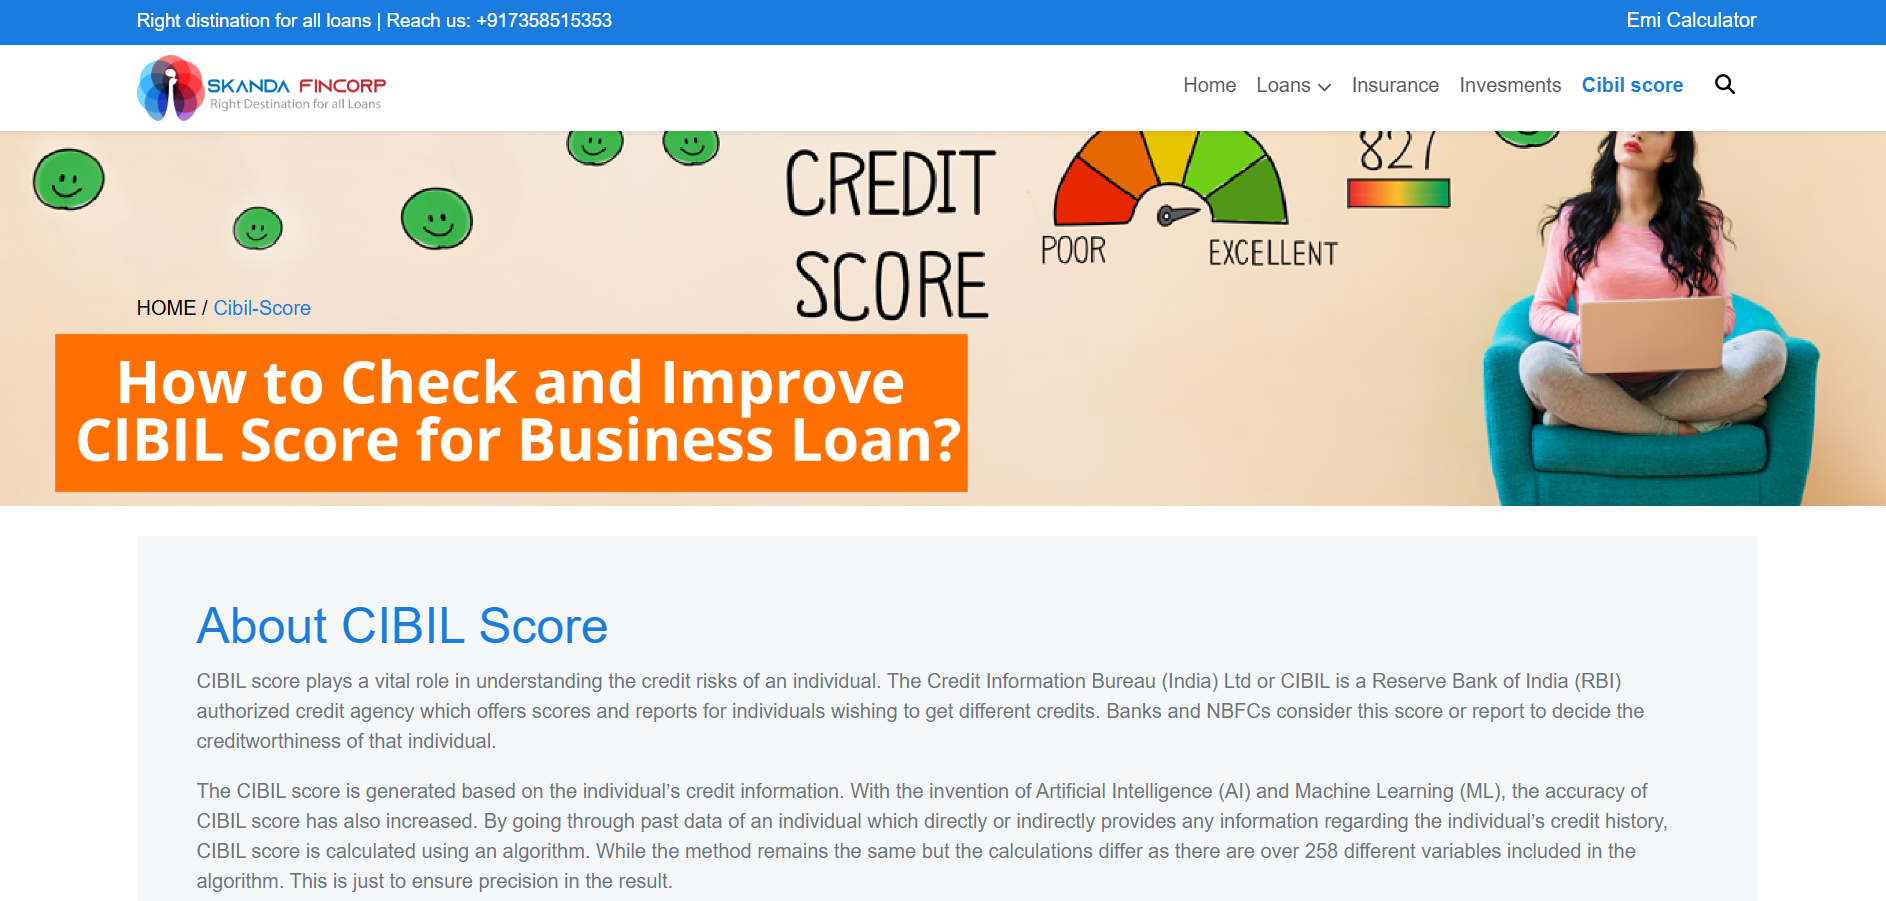 Right distination for all loans | Reach us: +917358515353
Emi Calculator
SKANDA FINCORP
Right Destination for all Loans
Home
Loans
Insurance
Invesments
Cibil score
CREDIT
SCORE
POOR
EXCELLENT
827
HOME / Cibil-Score
How to Check and Improve
CIBIL Score for Business Loan?
About CIBIL Score
CIBIL score plays a vital role in understanding the credit risks of an individual. The Credit Information Bureau (India) Ltd or CIBIL is a Reserve Bank of India (RBI)
authorized credit agency which offers scores and reports for individuals wishing to get different credits. Banks and NBFCs consider this score or report to decide the
creditworthiness of that individual.
The CIBIL score is generated based on the individual’s credit information. With the invention of Artificial Intelligence (AI) and Machine Learning (ML), the accuracy of
CIBIL score has also increased. By going through past data of an individual which directly or indirectly provides any information regarding the individual’s credit history,
CIBIL score is calculated using an algorithm. While the method remains the same but the calculations differ as there are over 258 different variables included in the
algorithm. This is just to ensure precision in the result.